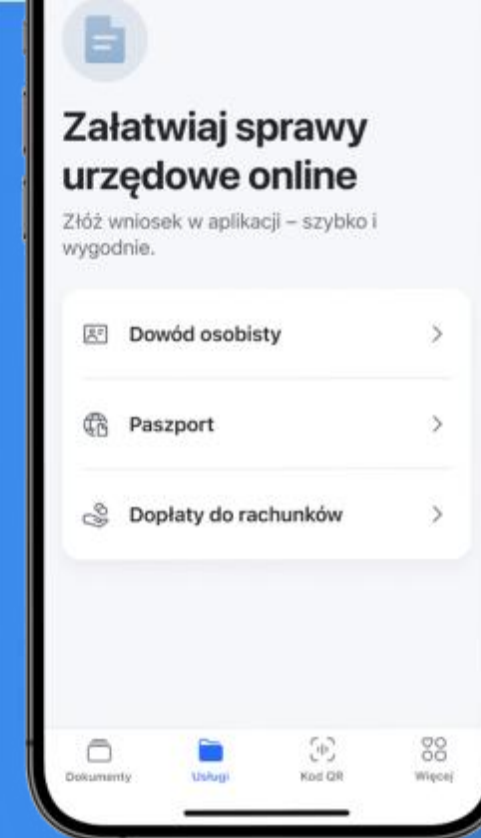 Załatwiaj sprawy
urzędowe online
Złóż wniosek w aplikacji – szybko i
wygodnie.
Dowód osobisty
Paszport
Dopłaty do rachunków
Dokumenty
Usługi
Kod QR
Więcej